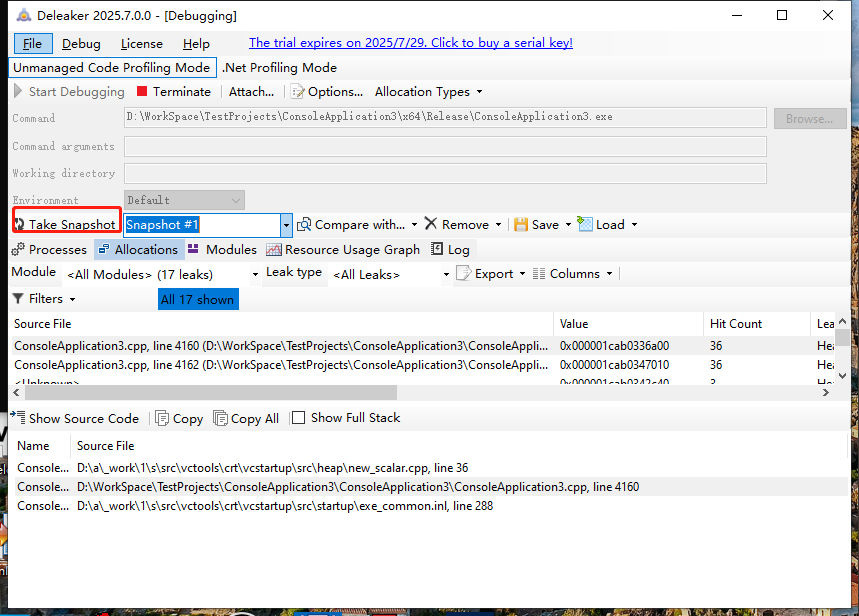 Deleaker 2025.7.0.0 - [Debugging]
File Debug License Help The trial expires on 2025/7/29. Click to buy a serial key!
Unmanaged Code Profiling Mode .Net Profiling Mode
Start Debugging Terminate Attach... Options... Allocation Types
Command D:\WorkSpace\TestProjects\ConsoleApplication3\x64\Release\ConsoleApplication3.exe Browse...
Command arguments
Working directory
Environment Default
Take Snapshot Snapshot #1 Compare with... Remove Save Load
Processes Allocations Modules Resource Usage Graph Log
Module <All Modules> (17 leaks) Leak type <All Leaks> Export Columns
Filters All 17 shown
Source File Value Hit Count Lea
ConsoleApplication3.cpp, line 4160 (D:\WorkSpace\TestProjects\ConsoleApplication3\ConsoleAppli... 0x000001cab0336a00 36 Hea
ConsoleApplication3.cpp, line 4162 (D:\WorkSpace\TestProjects\ConsoleApplication3\ConsoleAppli... 0x000001cab0347010 36 Hea
<Unknown> 0x000001cab0342c40 Hea
Show Source Code Copy Copy All Show Full Stack
Name Source File
Console... D:\a\_work\1\s\src\vctools\crt\vcstartup\src\heap\new_scalar.cpp, line 36
Console... D:\WorkSpace\TestProjects\ConsoleApplication3\ConsoleApplication3\ConsoleApplication3.cpp, line 4160
Console... D:\a\_work\1\s\src\vctools\crt\vcstartup\src\startup\exe_common.inl, line 288